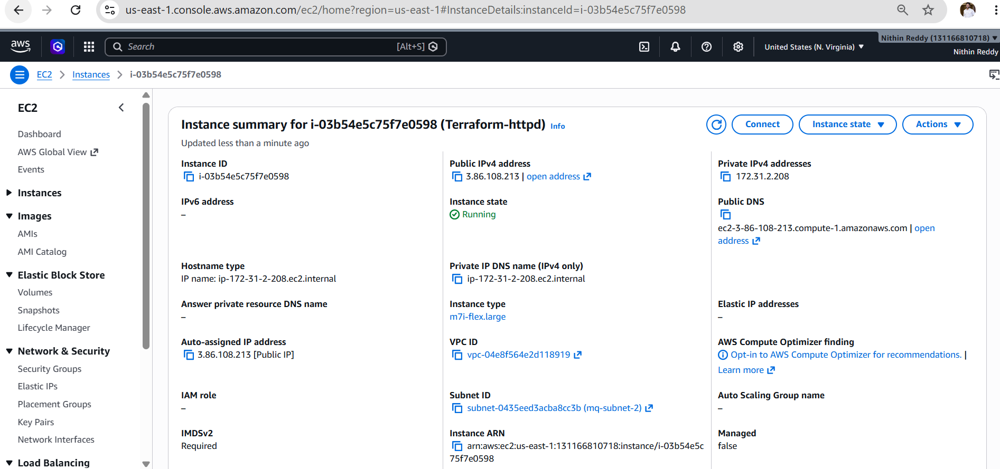 us-east-1.console.aws.amazon.com/ec2/home?region=us-east-1#InstanceDetails:instanceId=i-03b54e5c75f7e0598
aws
Search
[Alt+S]
United States (N. Virginia)
Nithin Reddy (131166810718)
Nithin Reddy
EC2
Instances
i-03b54e5c75f7e0598
EC2
Dashboard
AWS Global View
Events
Instances
Images
AMIs
AMI Catalog
Elastic Block Store
Volumes
Snapshots
Lifecycle Manager
Network & Security
Security Groups
Elastic IPs
Placement Groups
Key Pairs
Network Interfaces
Load Balancing
Instance summary for i-03b54e5c75f7e0598 (Terraform-httpd) Info
Updated less than a minute ago
Connect
Instance state
Actions
Instance ID
i-03b54e5c75f7e0598
Public IPv4 address
3.86.108.213 | open address
Private IPv4 addresses
172.31.2.208
IPv6 address
–
Instance state
Running
Public DNS
ec2-3-86-108-213.compute-1.amazonaws.com | open
address
Hostname type
IP name: ip-172-31-2-208.ec2.internal
Private IP DNS name (IPv4 only)
ip-172-31-2-208.ec2.internal
Answer private resource DNS name
–
Instance type
m7i-flex.large
Elastic IP addresses
–
Auto-assigned IP address
3.86.108.213 [Public IP]
VPC ID
vpc-04e8f564e2d118919
AWS Compute Optimizer finding
Opt-in to AWS Compute Optimizer for recommendations. |
Learn more
IAM role
–
Subnet ID
subnet-0435eed3acba8cc3b (mq-subnet-2)
Auto Scaling Group name
–
IMDSv2
Required
Instance ARN
arn:aws:ec2:us-east-1:131166810718:instance/i-03b54e5c
75f7e0598
Managed
false